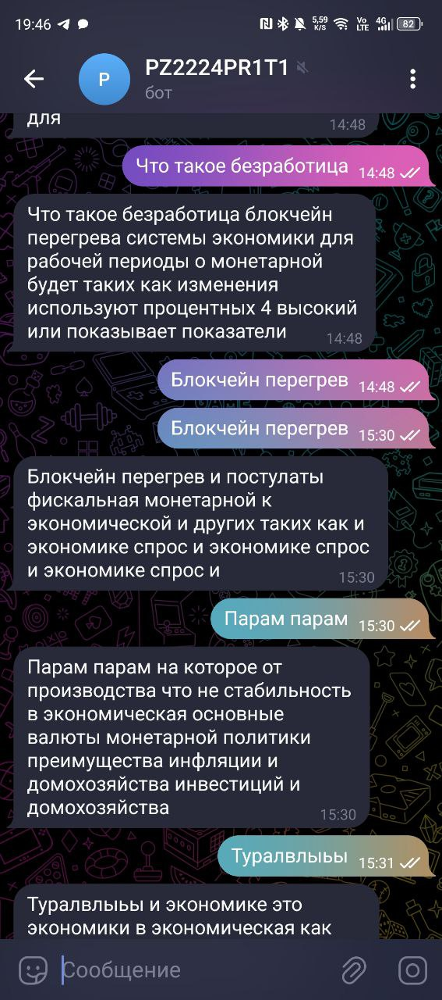 19:46
5,59 K/S
Vo LTE
4G
82
P
PZ2224PR1T1
бот
для
14:48
Что такое безработица 14:48
Что такое безработица блокчейн
перегрева системы экономики для
рабочей периоды о монетарной
будет таких как изменения
используют процентных 4 высокий
или показывает показатели
14:48
Блокчейн перегрев 14:48
Блокчейн перегрев 15:30
Блокчейн перегрев и постулаты
фискальная монетарной к
экономической и других таких как и
экономике спрос и экономике спрос
и экономике спрос и
15:30
Парам парам 15:30
Парам парам на которое от
производства что не стабильность
в экономическая основные
валюты монетарной политики
преимущества инфляции и
домохозяйства инвестиций и
домохозяйства
15:30
Туралвлыьы 15:31
Туралвлыьы и экономике это
экономики в экономическая как
Сообщение